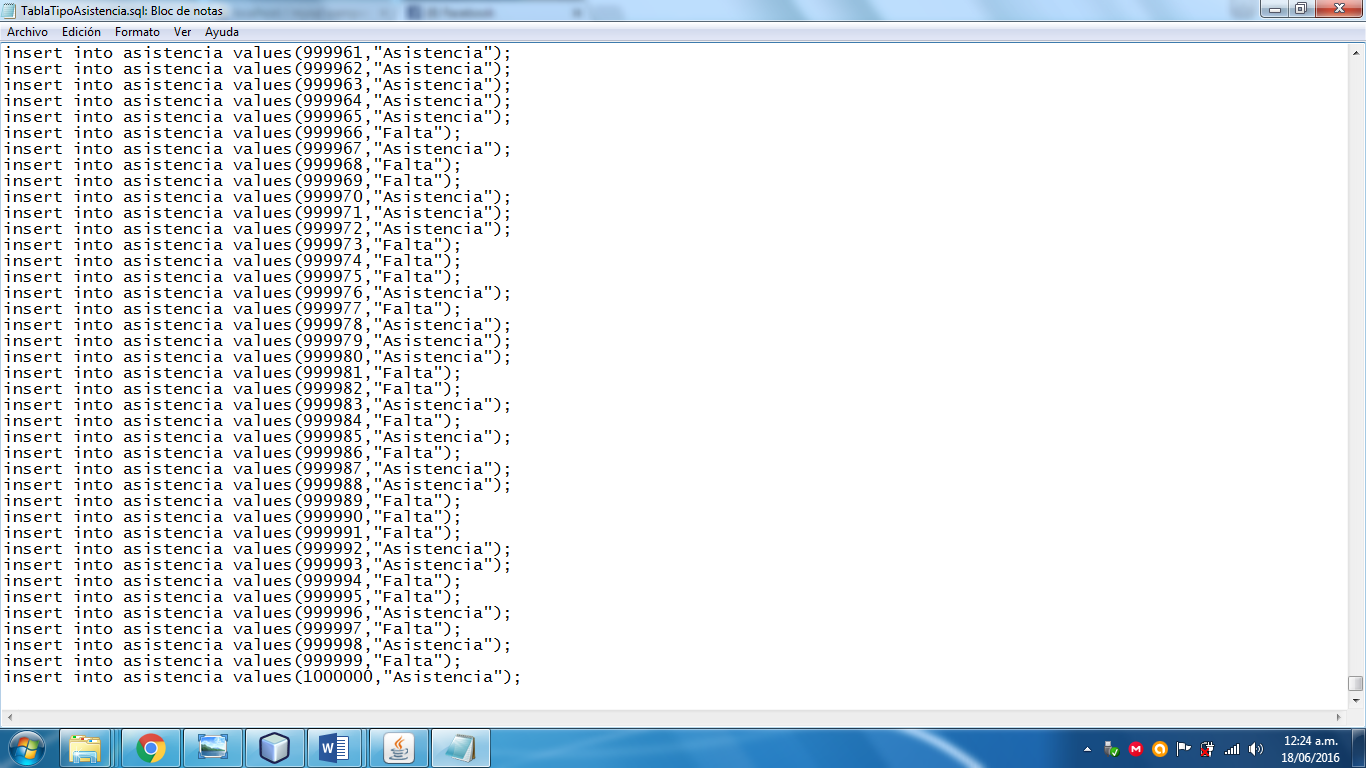 TablaTipoAsistencia.sql: Bloc de notas
Archivo Edición Formato Ver Ayuda
insert into asistencia values(999961,"Asistencia");
insert into asistencia values(999962,"Asistencia");
insert into asistencia values(999963,"Asistencia");
insert into asistencia values(999964,"Asistencia");
insert into asistencia values(999965,"Asistencia");
insert into asistencia values(999966,"Falta");
insert into asistencia values(999967,"Asistencia");
insert into asistencia values(999968,"Falta");
insert into asistencia values(999969,"Falta");
insert into asistencia values(999970,"Asistencia");
insert into asistencia values(999971,"Asistencia");
insert into asistencia values(999972,"Asistencia");
insert into asistencia values(999973,"Falta");
insert into asistencia values(999974,"Falta");
insert into asistencia values(999975,"Falta");
insert into asistencia values(999976,"Asistencia");
insert into asistencia values(999977,"Falta");
insert into asistencia values(999978,"Asistencia");
insert into asistencia values(999979,"Asistencia");
insert into asistencia values(999980,"Asistencia");
insert into asistencia values(999981,"Falta");
insert into asistencia values(999982,"Falta");
insert into asistencia values(999983,"Asistencia");
insert into asistencia values(999984,"Falta");
insert into asistencia values(999985,"Asistencia");
insert into asistencia values(999986,"Falta");
insert into asistencia values(999987,"Asistencia");
insert into asistencia values(999988,"Asistencia");
insert into asistencia values(999989,"Falta");
insert into asistencia values(999990,"Falta");
insert into asistencia values(999991,"Falta");
insert into asistencia values(999992,"Asistencia");
insert into asistencia values(999993,"Asistencia");
insert into asistencia values(999994,"Falta");
insert into asistencia values(999995,"Falta");
insert into asistencia values(999996,"Asistencia");
insert into asistencia values(999997,"Falta");
insert into asistencia values(999998,"Asistencia");
insert into asistencia values(999999,"Falta");
insert into asistencia values(1000000,"Asistencia");
12:24 a.m.
18/06/2016